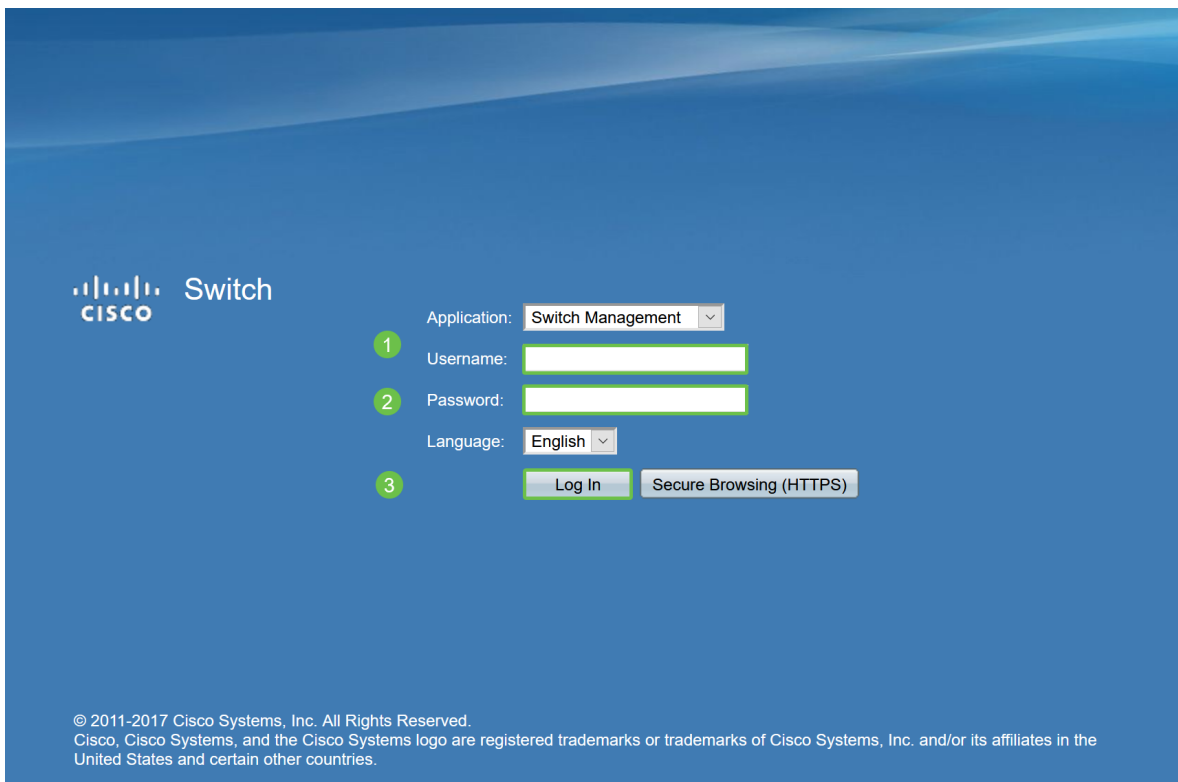 CISCO
Switch
Application: Switch Management
1
Username:
2 Password:
Language: English
3 Log In Secure Browsing (HTTPS)
© 2011-2017 Cisco Systems, Inc. All Rights Reserved.
Cisco, Cisco Systems, and the Cisco Systems logo are registered trademarks or trademarks of Cisco Systems, Inc. and/or its affiliates in the
United States and certain other countries.